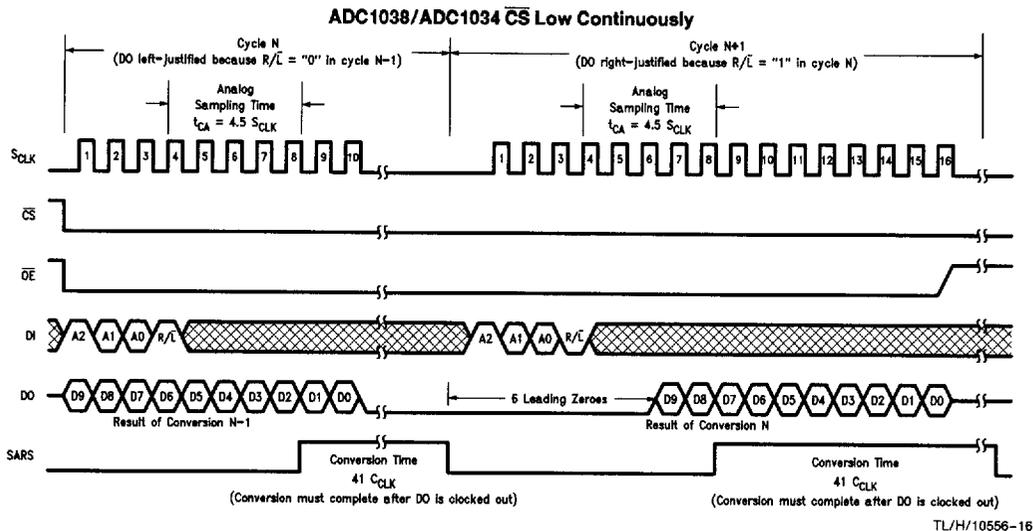 ADC1038/ADC1034 C̅S̅ Low Continuously
Cycle N
(DO left-justified because R/L̅ = "0" in cycle N-1)
Cycle N+1
(DO right-justified because R/L̅ = "1" in cycle N)
Analog
Sampling Time
tCA = 4.5 SCLK
Analog
Sampling Time
tCA = 4.5 SCLK
SCLK 1 2 3 4 5 6 7 8 9 10 1 2 3 4 5 6 7 8 9 10 11 12 13 14 15 16
C̅S̅
O̅E̅
DI A2 A1 A0 R/L̅ A2 A1 A0 R/L̅
DO D9 D8 D7 D6 D5 D4 D3 D2 D1 D0 6 Leading Zeroes D9 D8 D7 D6 D5 D4 D3 D2 D1 D0
Result of Conversion N-1
Result of Conversion N
SARS
Conversion Time
41 CCLK
(Conversion must complete after DO is clocked out)
Conversion Time
41 CCLK
(Conversion must complete after DO is clocked out)
TL/H/10556-16